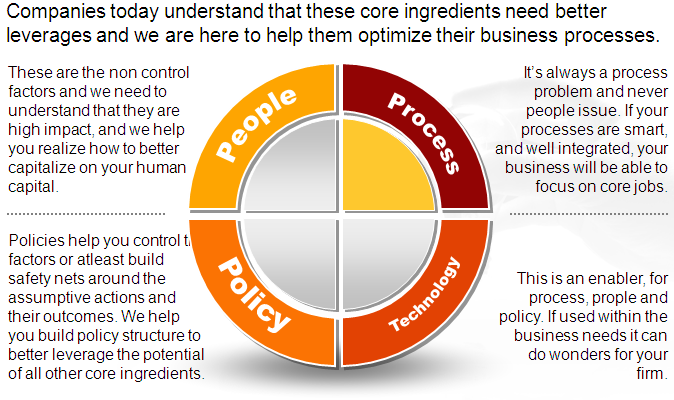 Companies today understand that these core ingredients need better
leverages and we are here to help them optimize their business processes.
These are the non control
factors and we need to
understand that they are
high impact, and we help
you realize how to better
capitalize on your human
capital.
People
Process
It's always a process
problem and never
people issue. If your
processes are smart,
and well integrated, your
business will be able to
focus on core jobs.
Policies help you control
factors or atleast build
safety nets around the
assumptive actions and
their outcomes. We help
you build policy structure to
better leverage the potential
of all other core ingredients.
Policy
Technology
This is an enabler, for
process, prople and
policy. If used within the
business needs it can
do wonders for your
firm.